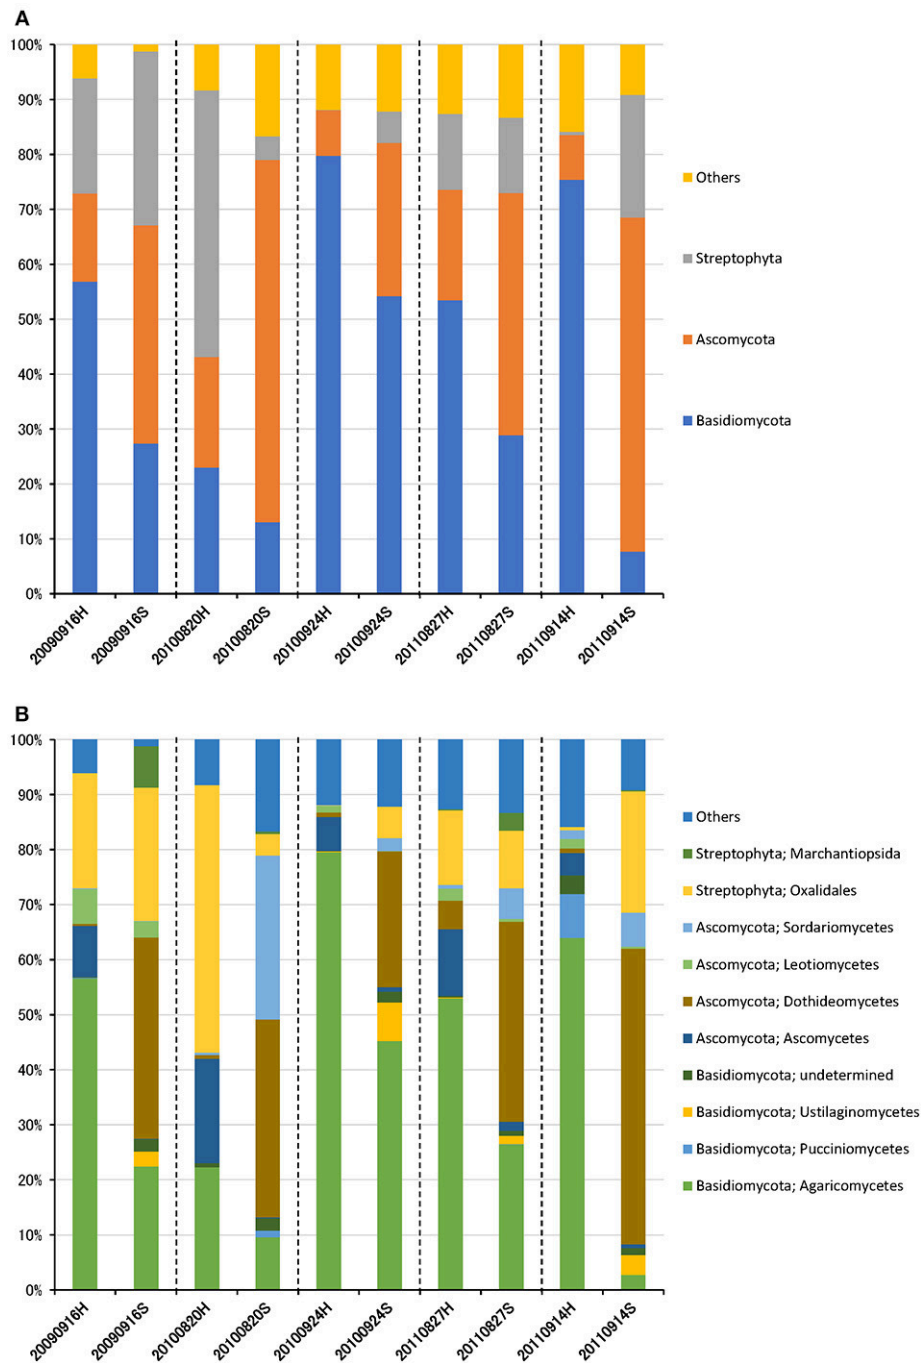 A
100%
90%
80%
70%
60%
50%
40%
30%
20%
10%
0%
20090916H
20090916S
20100820H
20100820S
20100924H
20100924S
20110827H
20110827S
20110914H
20110914S
Others
Streptophyta
Ascomycota
Basidiomycota
B
100%
90%
80%
70%
60%
50%
40%
30%
20%
10%
0%
20090916H
20090916S
20100820H
20100820S
20100924H
20100924S
20110827H
20110827S
20110914H
20110914S
Others
Streptophyta; Marchantiopsida
Streptophyta; Oxalidales
Ascomycota; Sordariomycetes
Ascomycota; Leotiomycetes
Ascomycota; Dothideomycetes
Ascomycota; Ascomycetes
Basidiomycota; undetermined
Basidiomycota; Ustilaginomycetes
Basidiomycota; Pucciniomycetes
Basidiomycota; Agaricomycetes